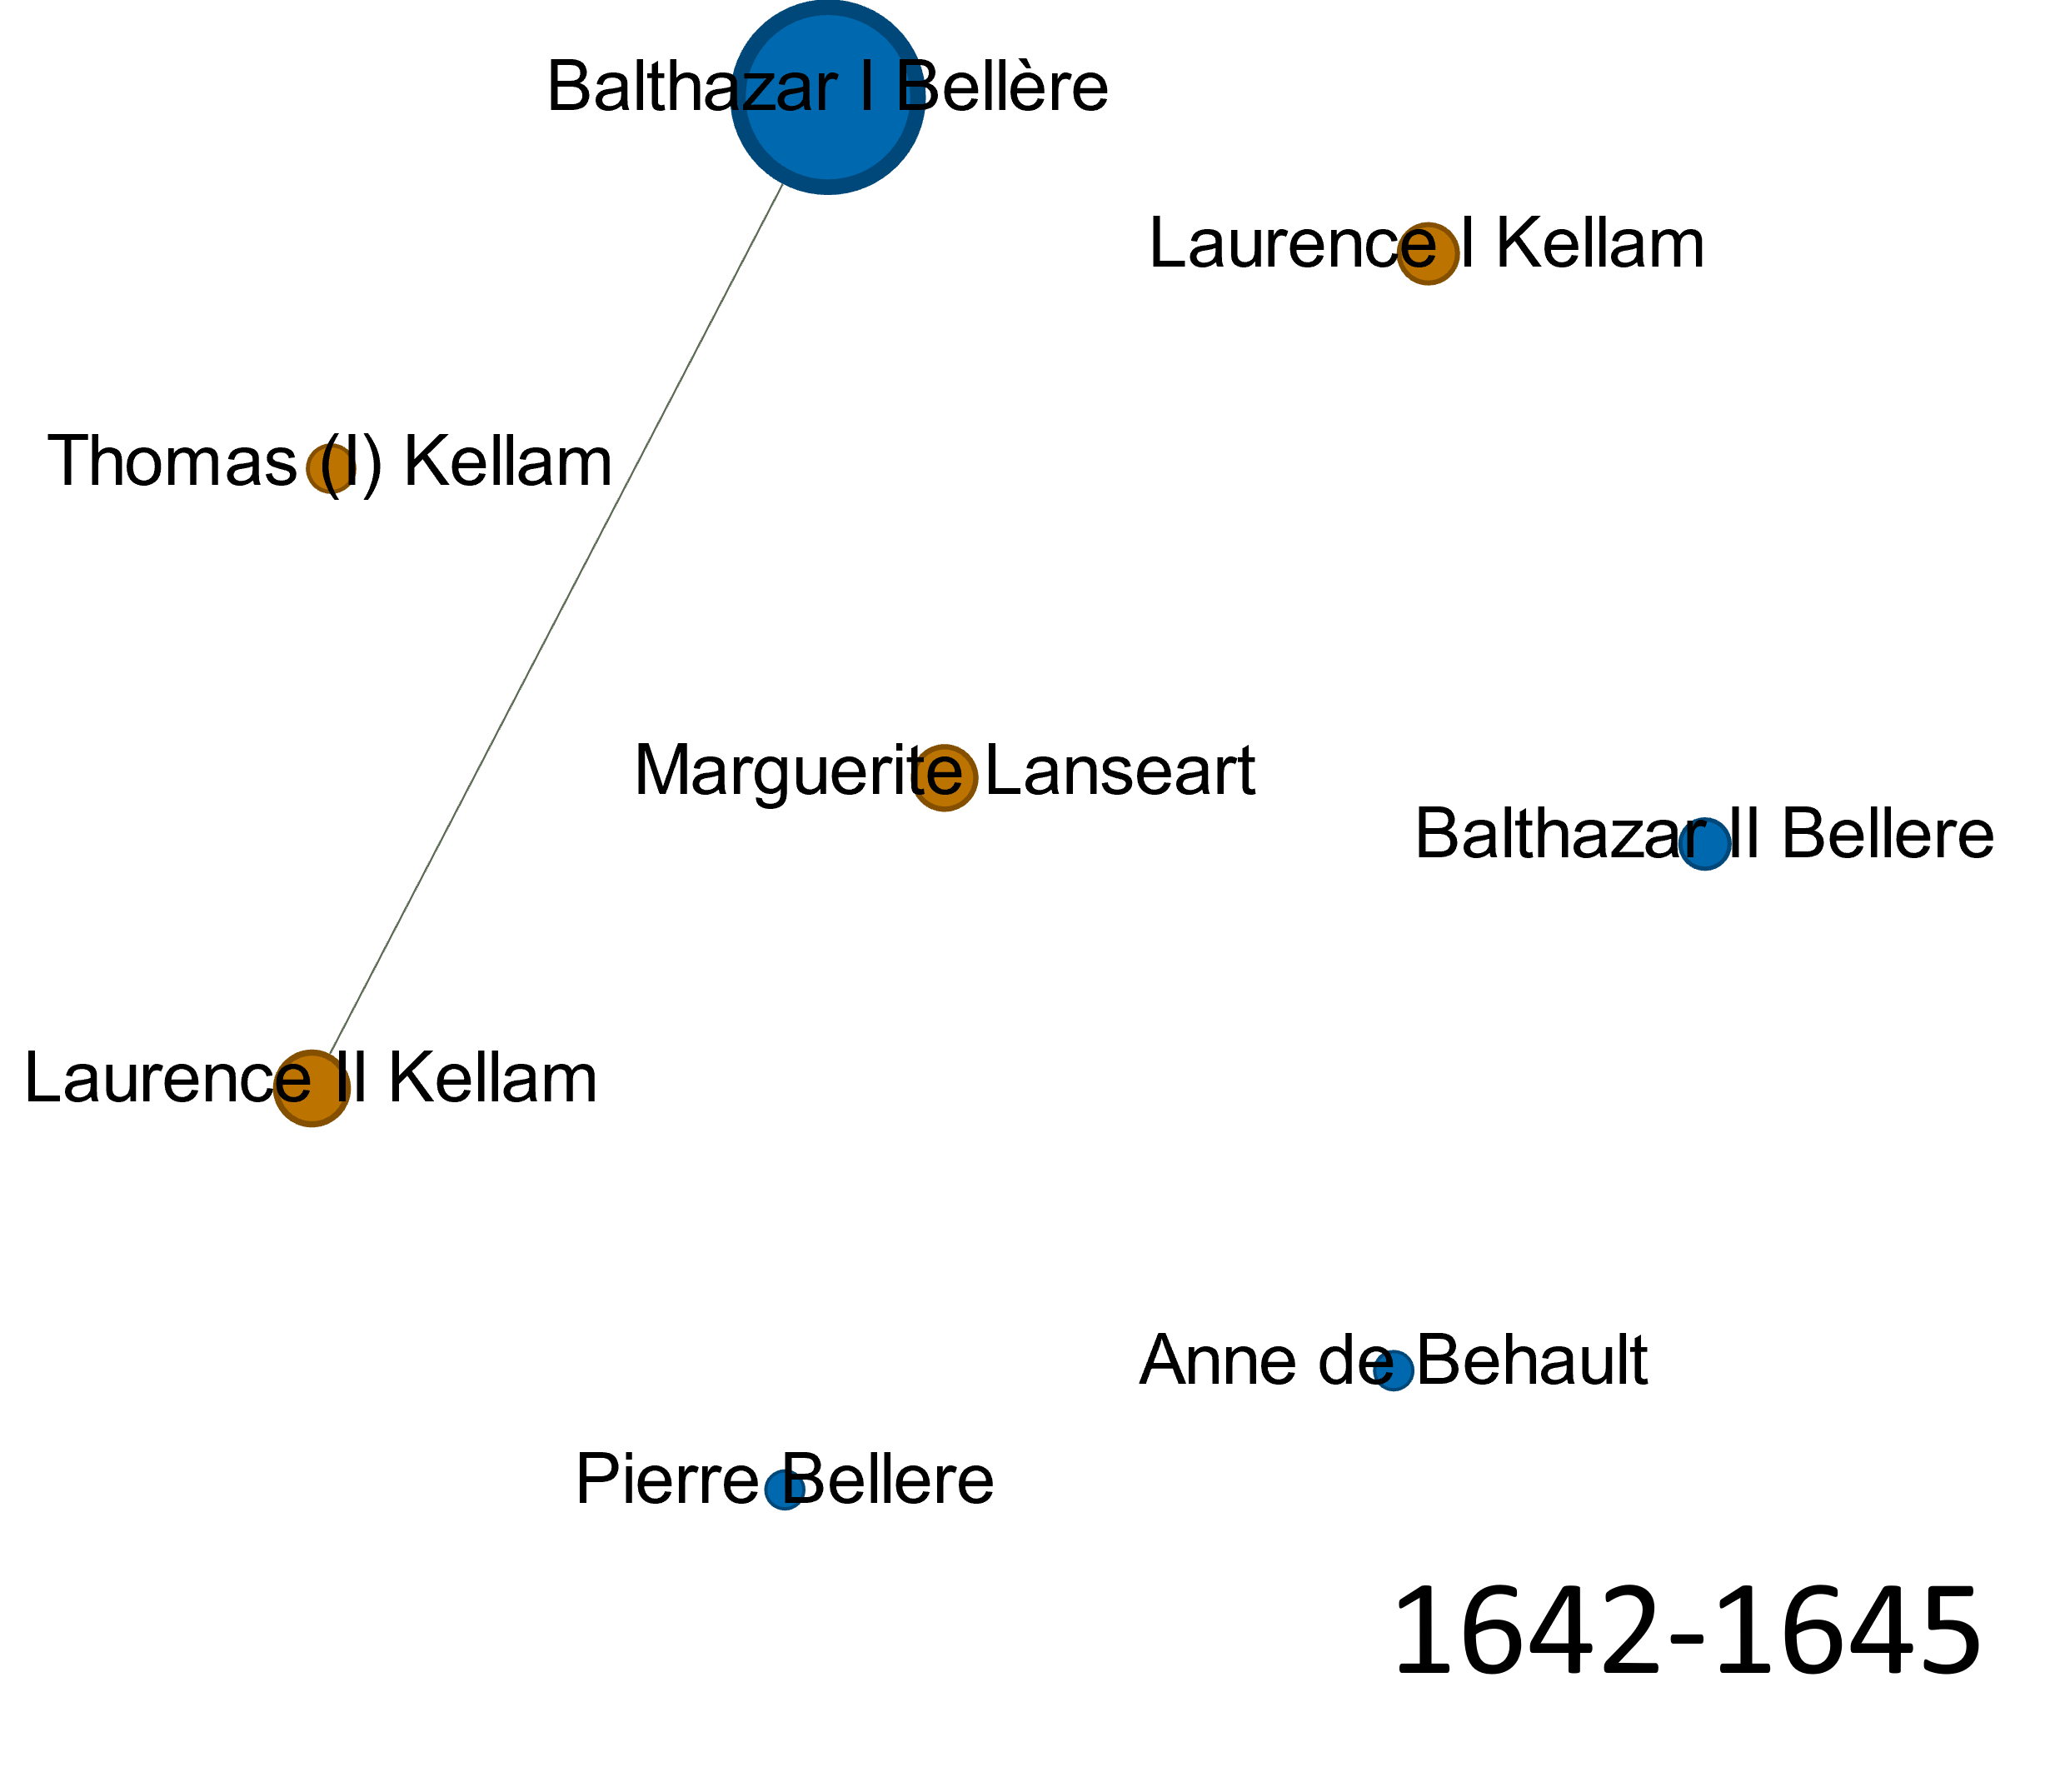 Balthazar I Bellère
Laurence I Kellam
Thomas (I) Kellam
Marguerite Lanseart
Balthazar II Bellere
Laurence II Kellam
Anne de Behault
Pierre Bellere
1642-1645